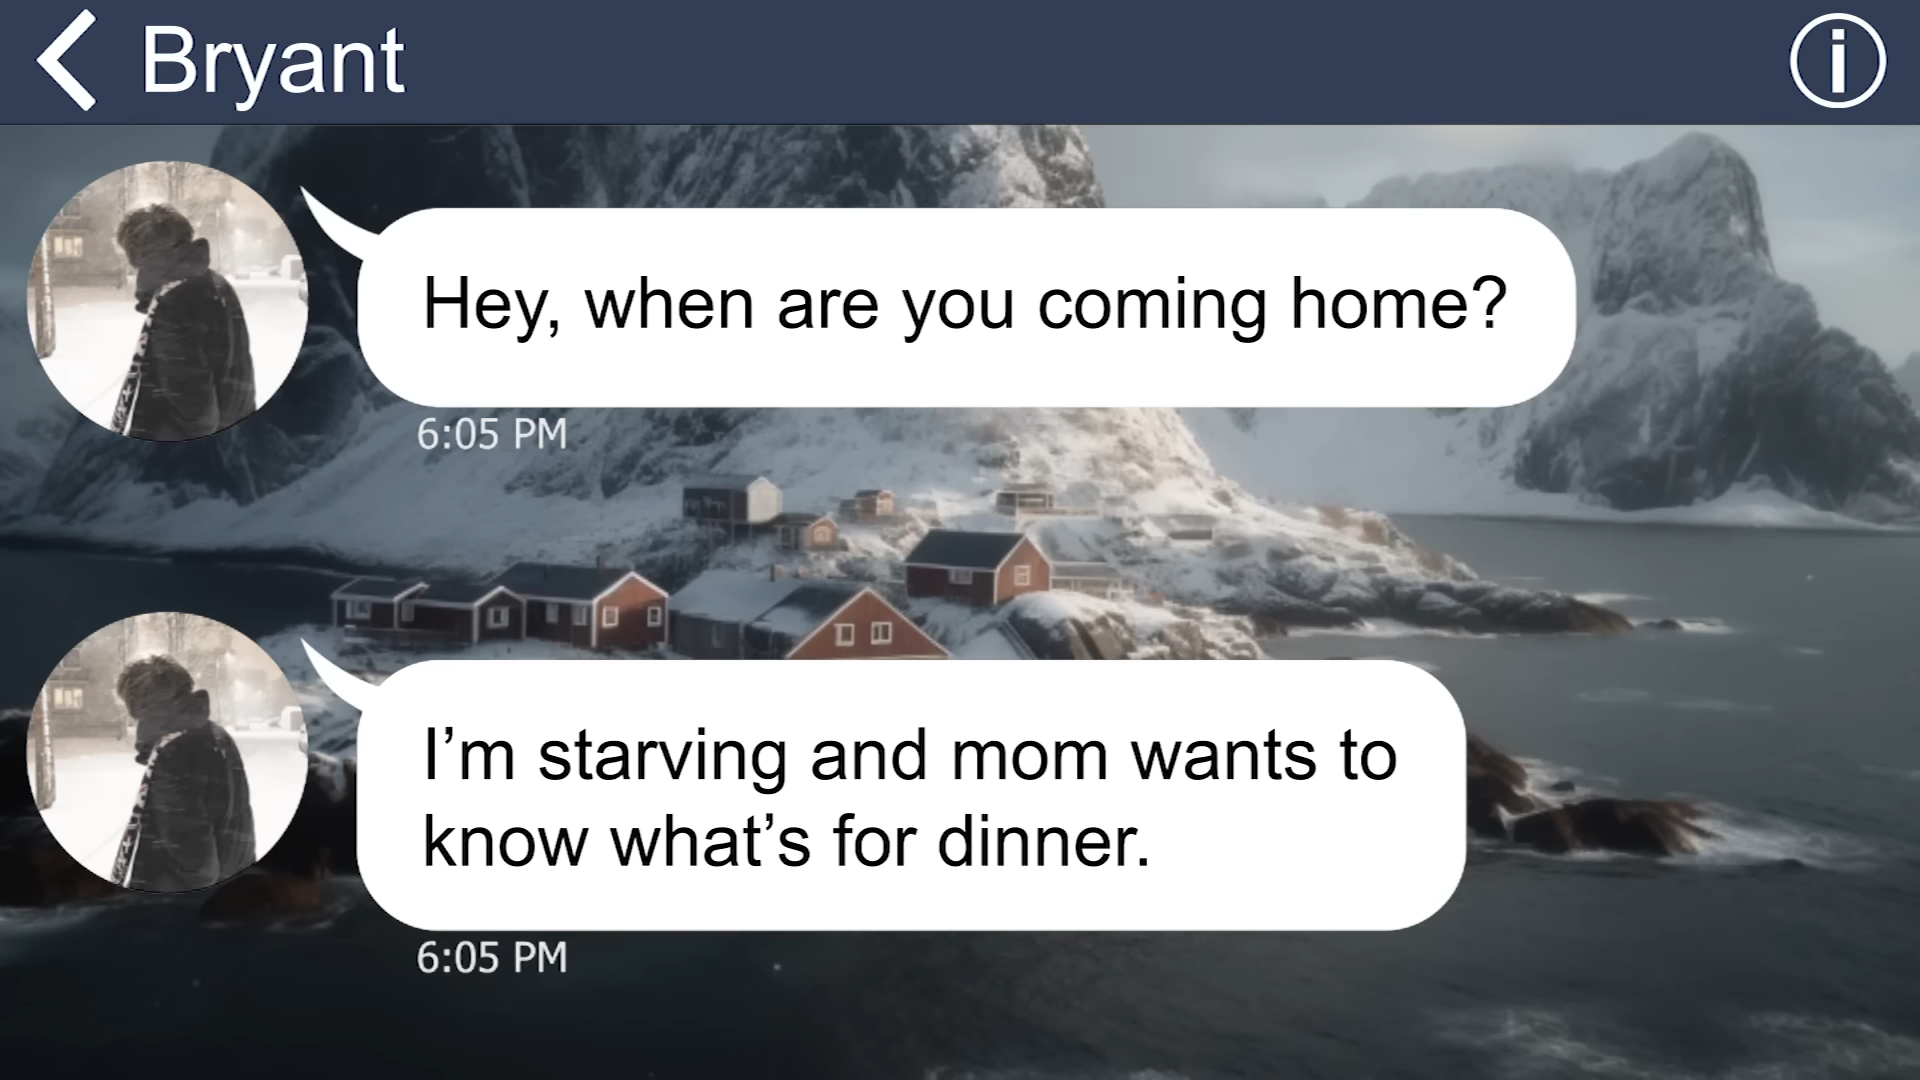 Bryant
Hey, when are you coming home?
6:05 PM
I’m starving and mom wants to
know what’s for dinner.
6:05 PM